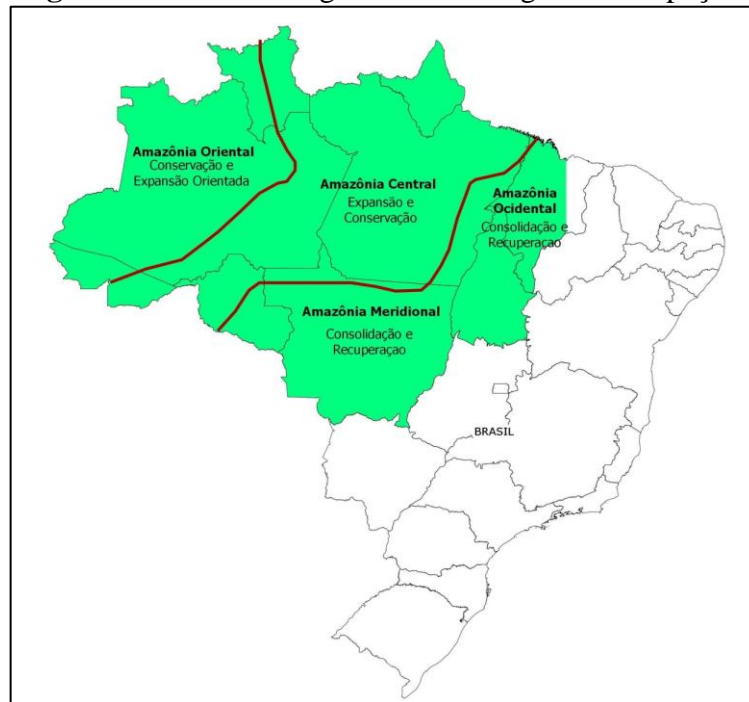 Amazônia Oriental
Conservação e
Expansão Orientada
Amazônia Central
Expansão e
Conservação
Amazônia
Ocidental
Consolidação e
Recuperaçao
Amazônia Meridional
Consolidação e
Recuperaçao
BRASIL